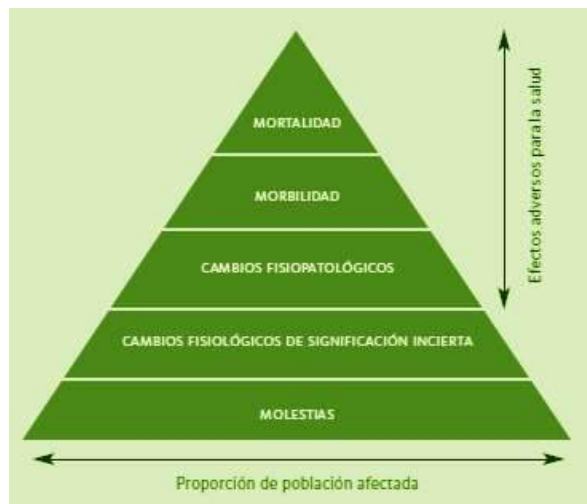 MORTALIDAD
MORBILIDAD
CAMBIOS FISIOPATOLÓGICOS
CAMBIOS FISIOLÓGICOS DE SIGNIFICACIÓN INCIERTA
MOLESTIAS
Efectos adversos para la salud
Proporción de población afectada